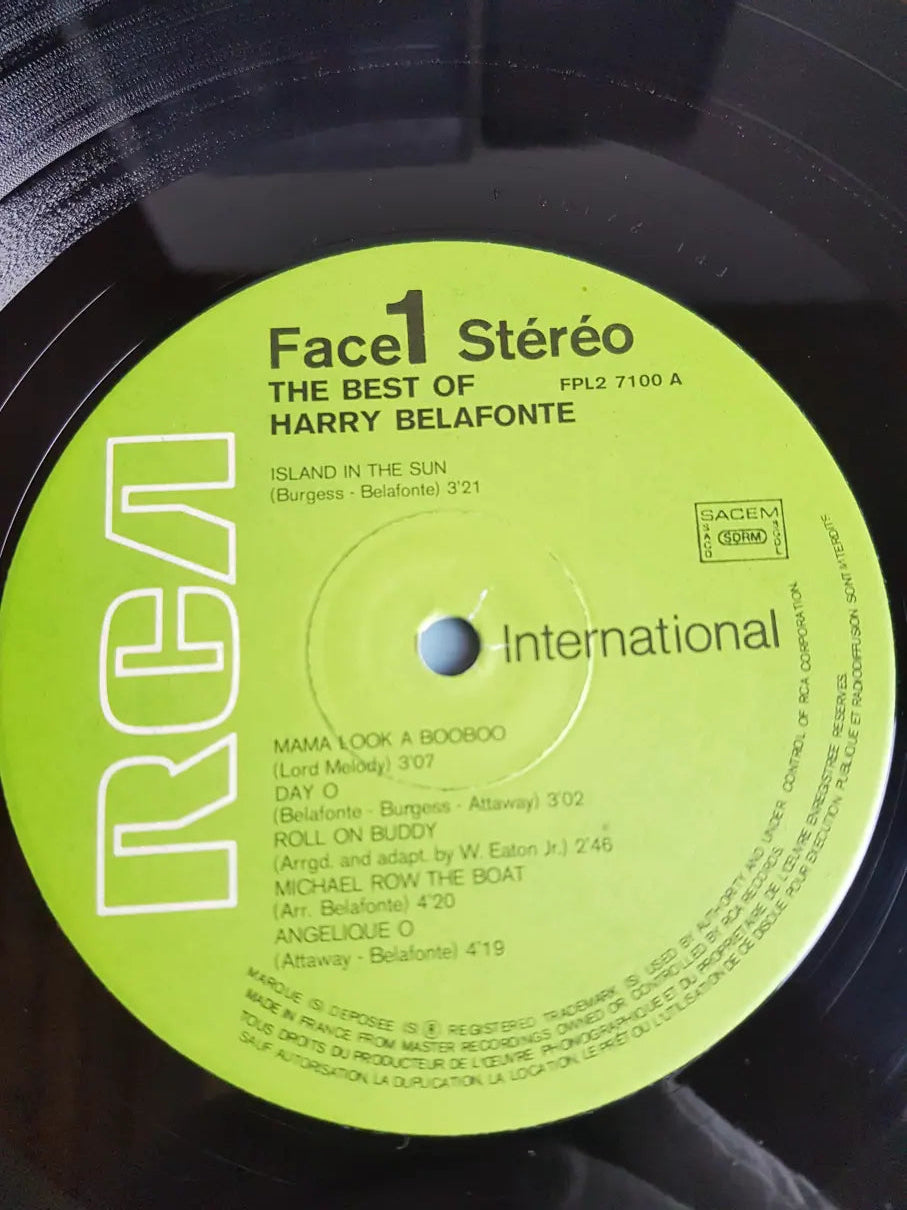 Face 1 Stéréo
THE BEST OF FPL2 7100 A
HARRY BELAFONTE
ISLAND IN THE SUN
(Burgess - Belafonte) 3'21
SACEM
SACD SDRM SGDL
RCA
International
MAMA LOOK A BOOBOO
(Lord Melody) 3'07
DAY O
(Belafonte - Burgess - Attaway) 3'02
ROLL ON BUDDY
(Arrgd. and adapt. by W. Eaton Jr.) 2'46
MICHAEL ROW THE BOAT
(Arr. Belafonte) 4'20
ANGELIQUE O
(Attaway - Belafonte) 4'19
MARQUE (S) DEPOSEE (S) ® REGISTERED TRADEMARK (S) USED BY AUTHORITY AND UNDER CONTROL OF RCA CORPORATION.
MADE IN FRANCE FROM MASTER RECORDINGS OWNED OR CONTROLLED BY RCA RECORDS.
TOUS DROITS DU PRODUCTEUR DE L'ŒUVRE PHONOGRAPHIQUE ET DU PROPRIETAIRE DE L'ŒUVRE ENREGISTREE RESERVES.
SAUF AUTORISATION, LA DUPLICATION, LA LOCATION, LE PRET OU L'UTILISATION DE CE DISQUE POUR EXECUTION PUBLIQUE ET RADIODIFFUSION SONT INTERDITS